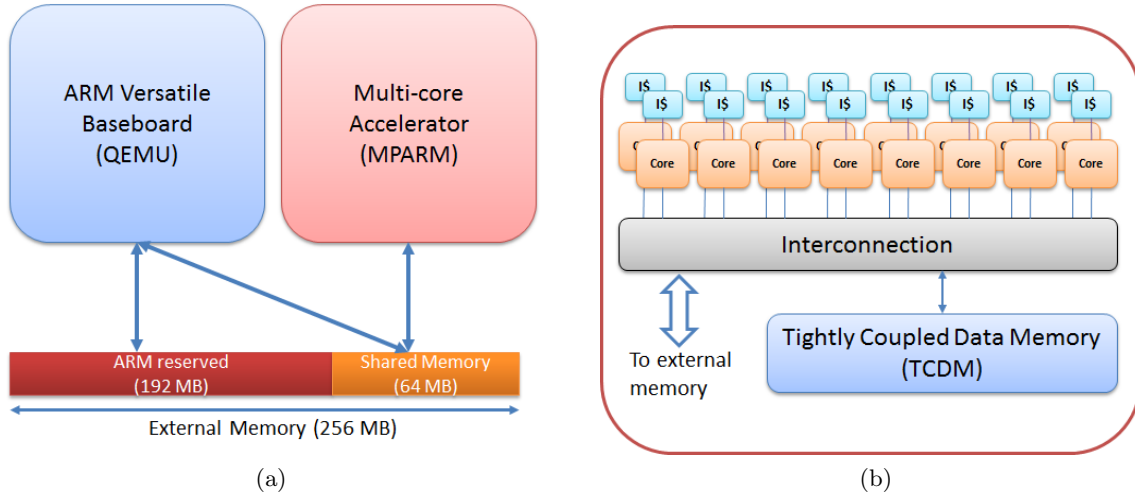 ARM Versatile
Baseboard
(QEMU)
Multi-core
Accelerator
(MPARM)
ARM reserved
(192 MB)
Shared Memory
(64 MB)
External Memory (256 MB)
(a)
I$ I$ I$ I$ I$ I$ I$ I$
I$ I$ I$ I$ I$ I$ I$ I$
Core Core Core Core Core Core Core Core
Interconnection
To external
memory
Tightly Coupled Data Memory
(TCDM)
(b)